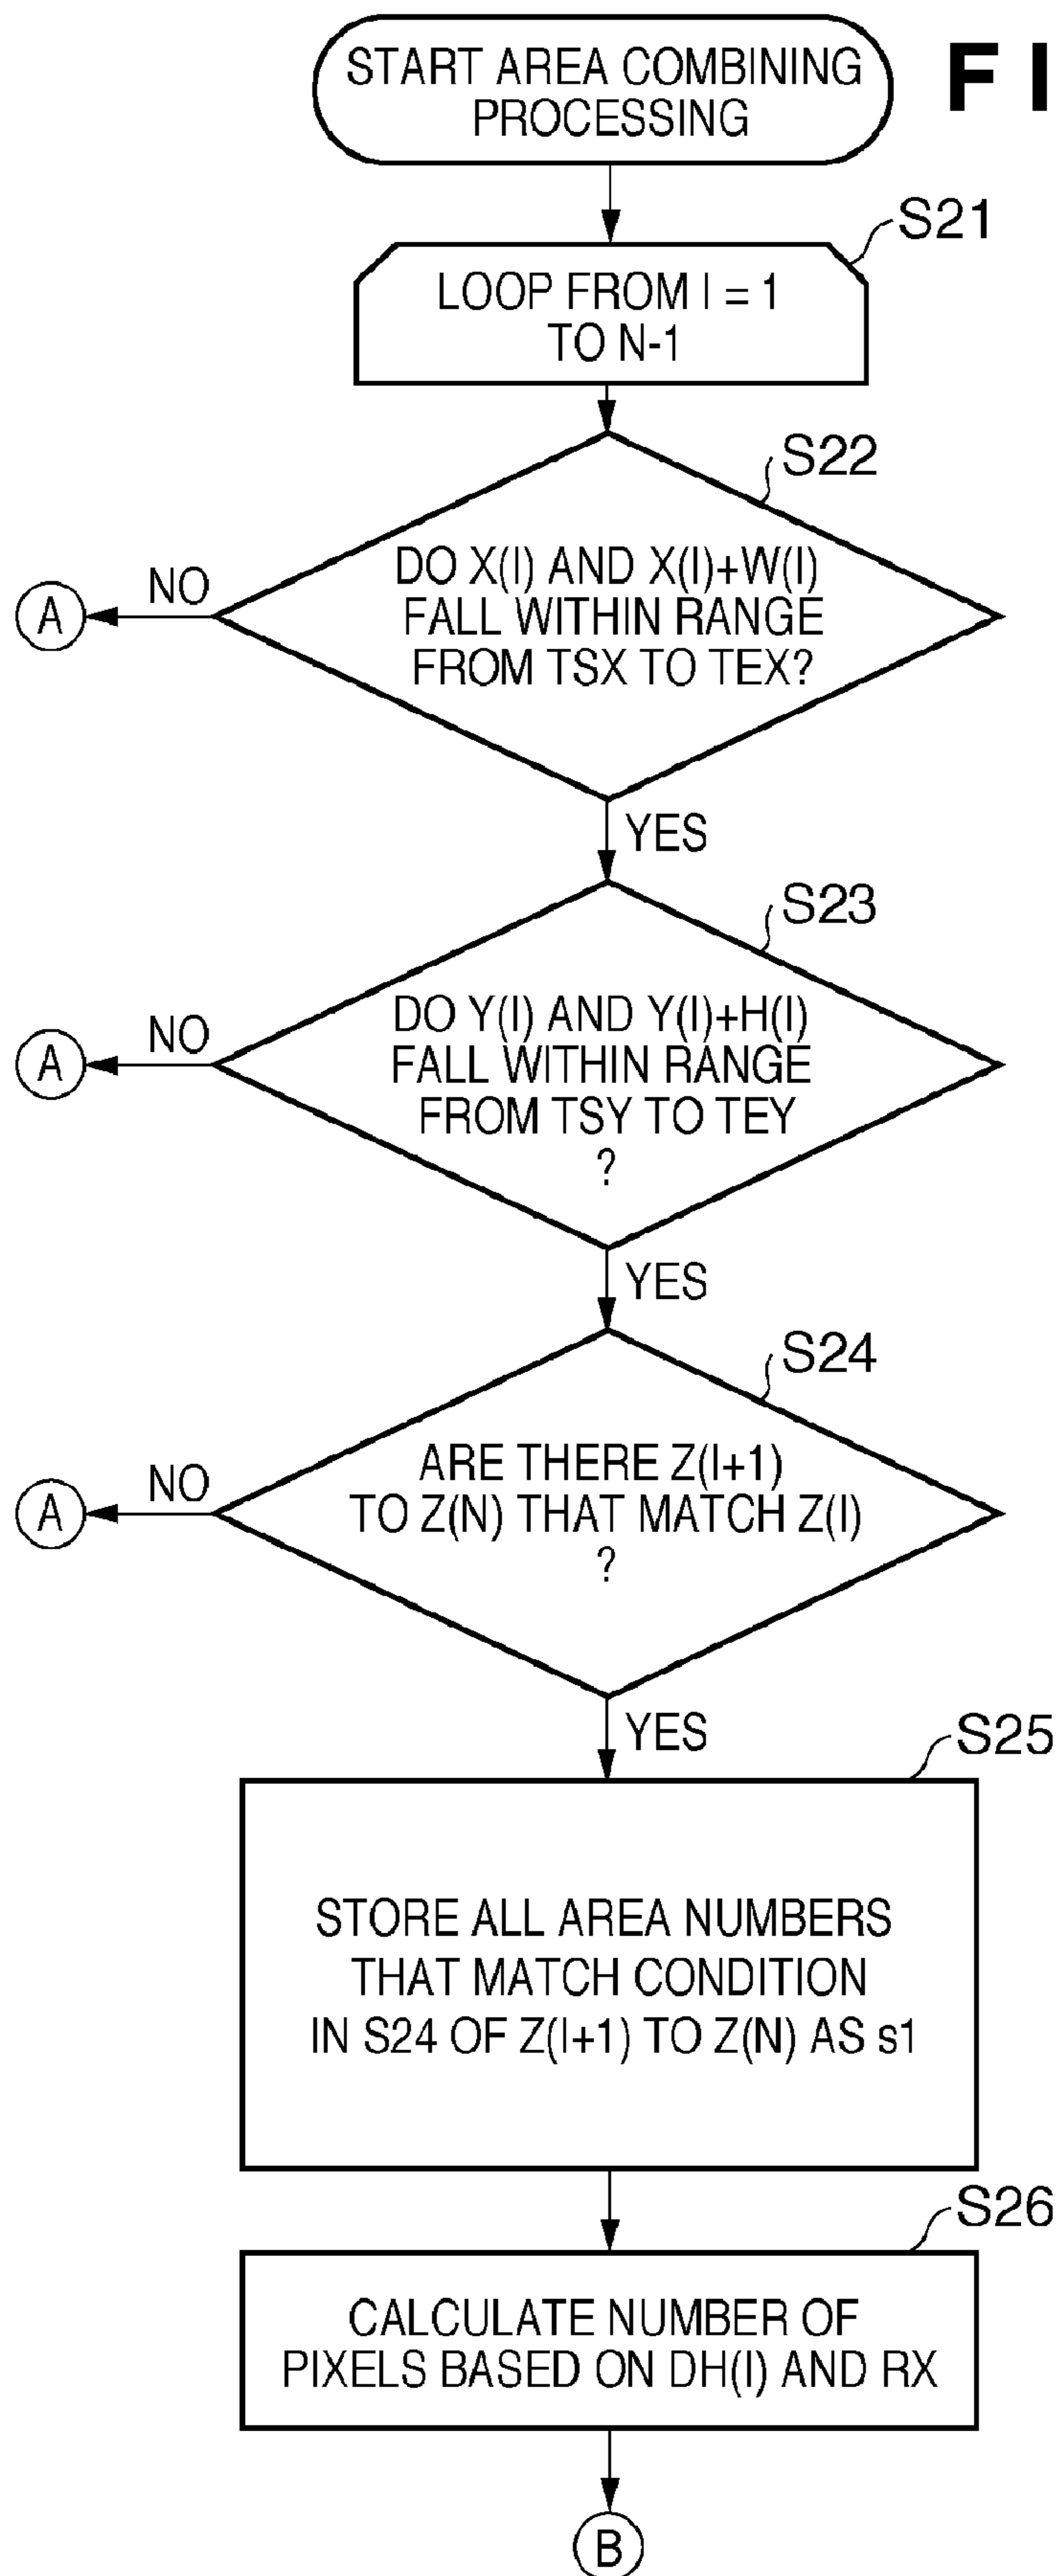 START AREA COMBINING
PROCESSING
F I
S21
LOOP FROM I = 1
TO N-1
S22
DO X(I) AND X(I)+W(I)
FALL WITHIN RANGE
FROM TSX TO TEX?
NO
A
YES
S23
DO Y(I) AND Y(I)+H(I)
FALL WITHIN RANGE
FROM TSY TO TEY
?
NO
A
YES
S24
ARE THERE Z(I+1)
TO Z(N) THAT MATCH Z(I)
?
NO
A
YES
S25
STORE ALL AREA NUMBERS
THAT MATCH CONDITION
IN S24 OF Z(I+1) TO Z(N) AS s1
S26
CALCULATE NUMBER OF
PIXELS BASED ON DH(I) AND RX
B